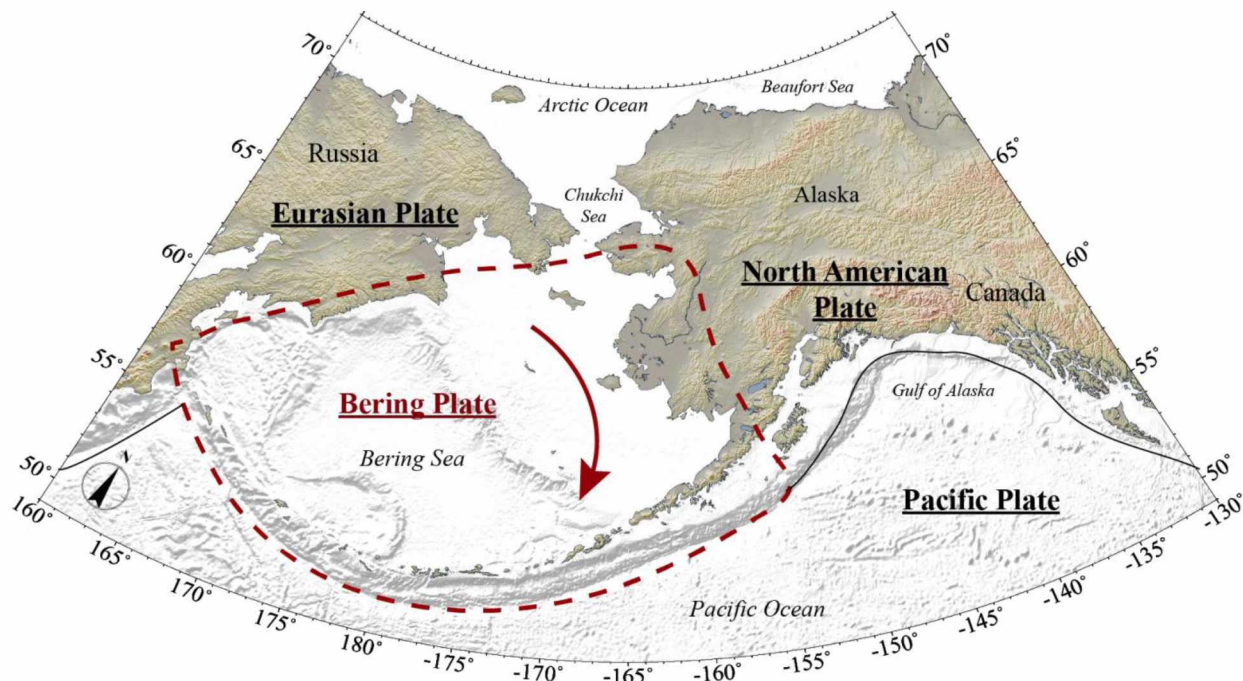 70°
70°
Beaufort Sea
Arctic Ocean
65°
65°
Russia
Chukchi
Sea
Alaska
Eurasian Plate
60°
60°
North American
Plate
Canada
55°
55°
Bering Plate
Gulf of Alaska
Bering Sea
50°
50°
N
Pacific Plate
160°
165°
170°
175°
180°
-175°
-170°
-165°
-160°
-155°
-150°
-145°
-140°
-135°
-130°
Pacific Ocean